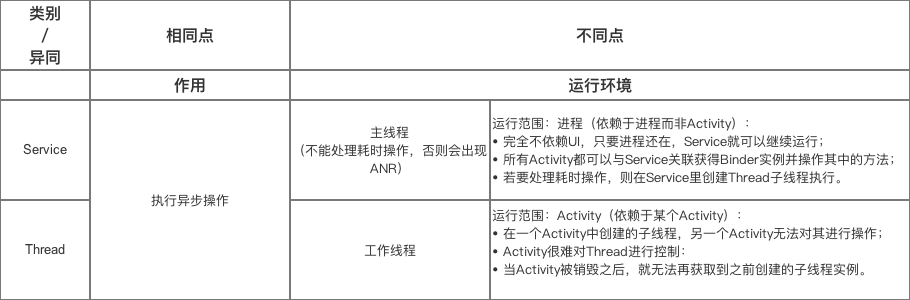 类别
/
异同
相同点
不同点
作用
运行环境
Service
执行异步操作
主线程
（不能处理耗时操作，否则会出现
ANR）
运行范围：进程（依赖于进程而非Activity）：
• 完全不依赖UI，只要进程还在，Service就可以继续运行；
• 所有Activity都可以与Service关联获得Binder实例并操作其中的方法；
• 若要处理耗时操作，则在Service里创建Thread子线程执行。
Thread
工作线程
运行范围：Activity（依赖于某个Activity）：
• 在一个Activity中创建的子线程，另一个Activity无法对其进行操作；
• Activity很难对Thread进行控制：
• 当Activity被销毁之后，就无法再获取到之前创建的子线程实例。